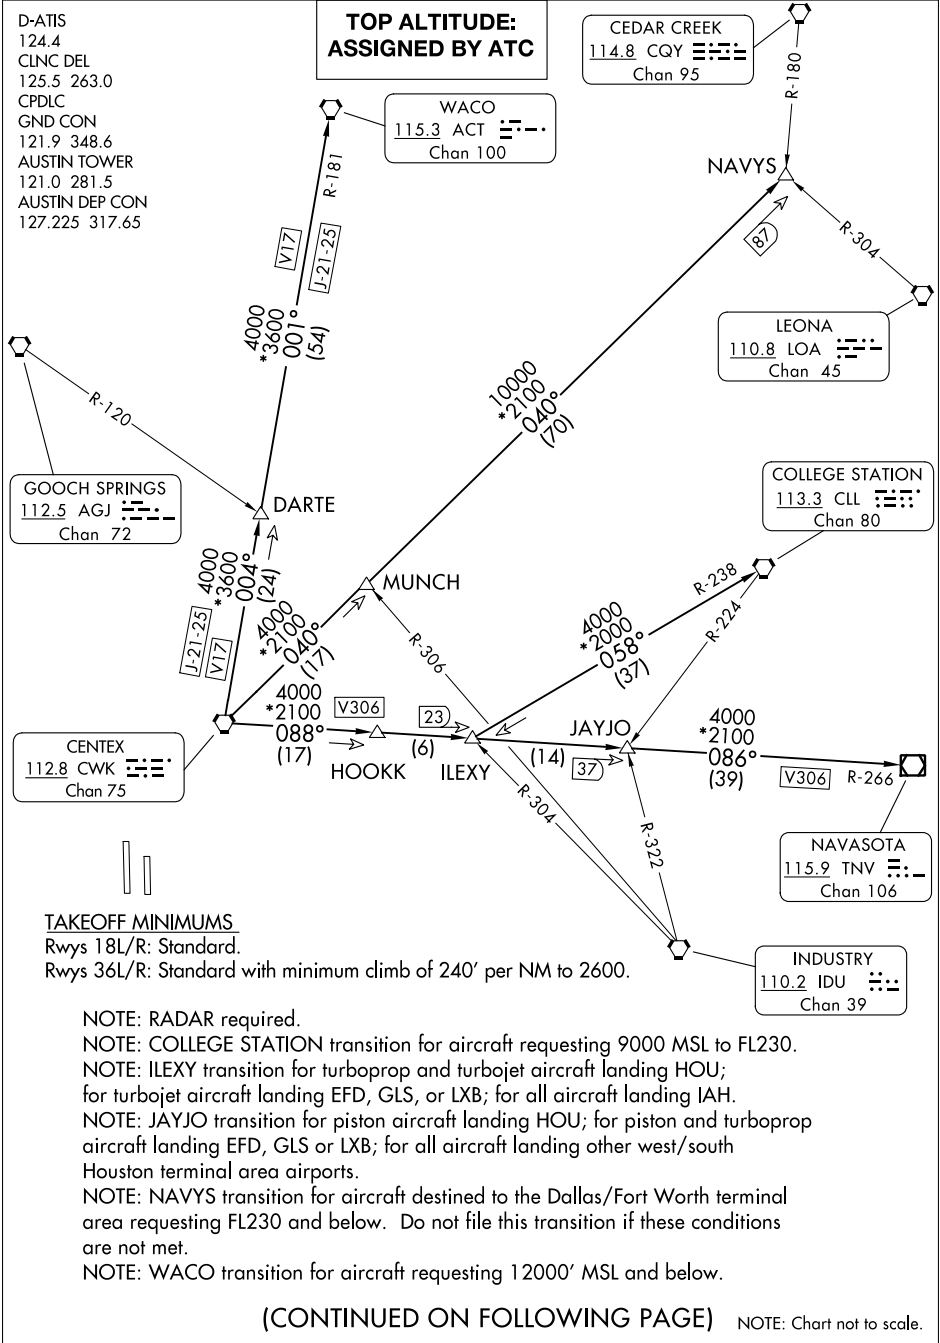 D-ATIS
124.4
CLNC DEL
125.5 263.0
CPDLC
GND CON
121.9 348.6
AUSTIN TOWER
121.0 281.5
AUSTIN DEP CON
127.225 317.65
TOP ALTITUDE:
ASSIGNED BY ATC
CEDAR CREEK
114.8 CQY
Chan 95
R-180
WACO
115.3 ACT
Chan 100
R-181
NAVYS
87
R-304
LEONA
110.8 LOA
Chan 45
V17
J-21-25
4000
*3600
001°
(54)
10000
*2100
040°
(70)
R-120
GOOCH SPRINGS
112.5 AGJ
Chan 72
DARTE
COLLEGE STATION
113.3 CLL
Chan 80
4000
*3600
004°
(24)
J-21-25
V17
MUNCH
4000
*2100
040°
(17)
R-306
R-238
R-224
4000
*2000
058°
(37)
CENTEX
112.8 CWK
Chan 75
4000
*2100
088°
(17)
V306
HOOKK
(6)
23
ILEXY
(14)
JAYJO
37
4000
*2100
086°
(39)
V306
R-266
R-304
R-322
NAVASOTA
115.9 TNV
Chan 106
INDUSTRY
110.2 IDU
Chan 39
TAKEOFF MINIMUMS
Rwys 18L/R: Standard.
Rwys 36L/R: Standard with minimum climb of 240' per NM to 2600.
NOTE: RADAR required.
NOTE: COLLEGE STATION transition for aircraft requesting 9000 MSL to FL230.
NOTE: ILEXY transition for turboprop and turbojet aircraft landing HOU;
for turbojet aircraft landing EFD, GLS, or LXB; for all aircraft landing IAH.
NOTE: JAYJO transition for piston aircraft landing HOU; for piston and turboprop
aircraft landing EFD, GLS or LXB; for all aircraft landing other west/south
Houston terminal area airports.
NOTE: NAVYS transition for aircraft destined to the Dallas/Fort Worth terminal
area requesting FL230 and below. Do not file this transition if these conditions
are not met.
NOTE: WACO transition for aircraft requesting 12000' MSL and below.
(CONTINUED ON FOLLOWING PAGE)
NOTE: Chart not to scale.